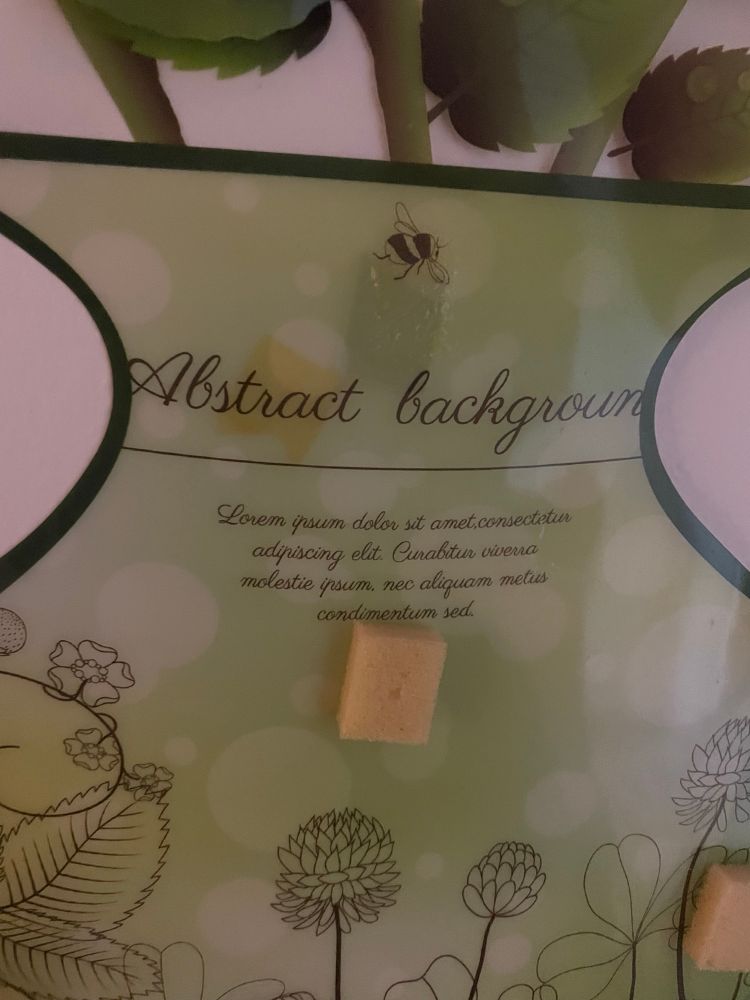 Abstract backgroun
Lorem ipsum dolor sit amet,consectetur
adipiscing elit. Curabitur viverra
molestie ipsum, nec aliquam metus
condimentum sed.